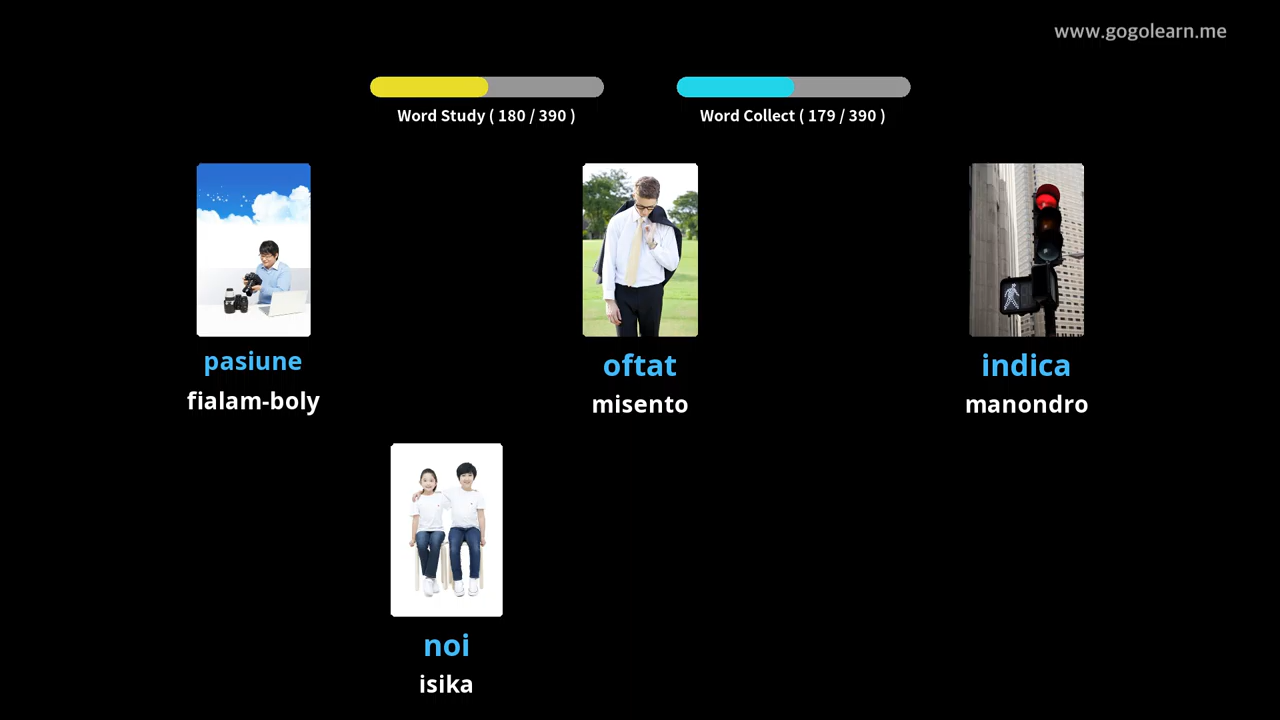 www.gogolearn.me
Word Study ( 180 / 390 )
Word Collect ( 179 / 390 )
pasiune
fialam-boly
oftat
misento
indica
manondro
noi
isika